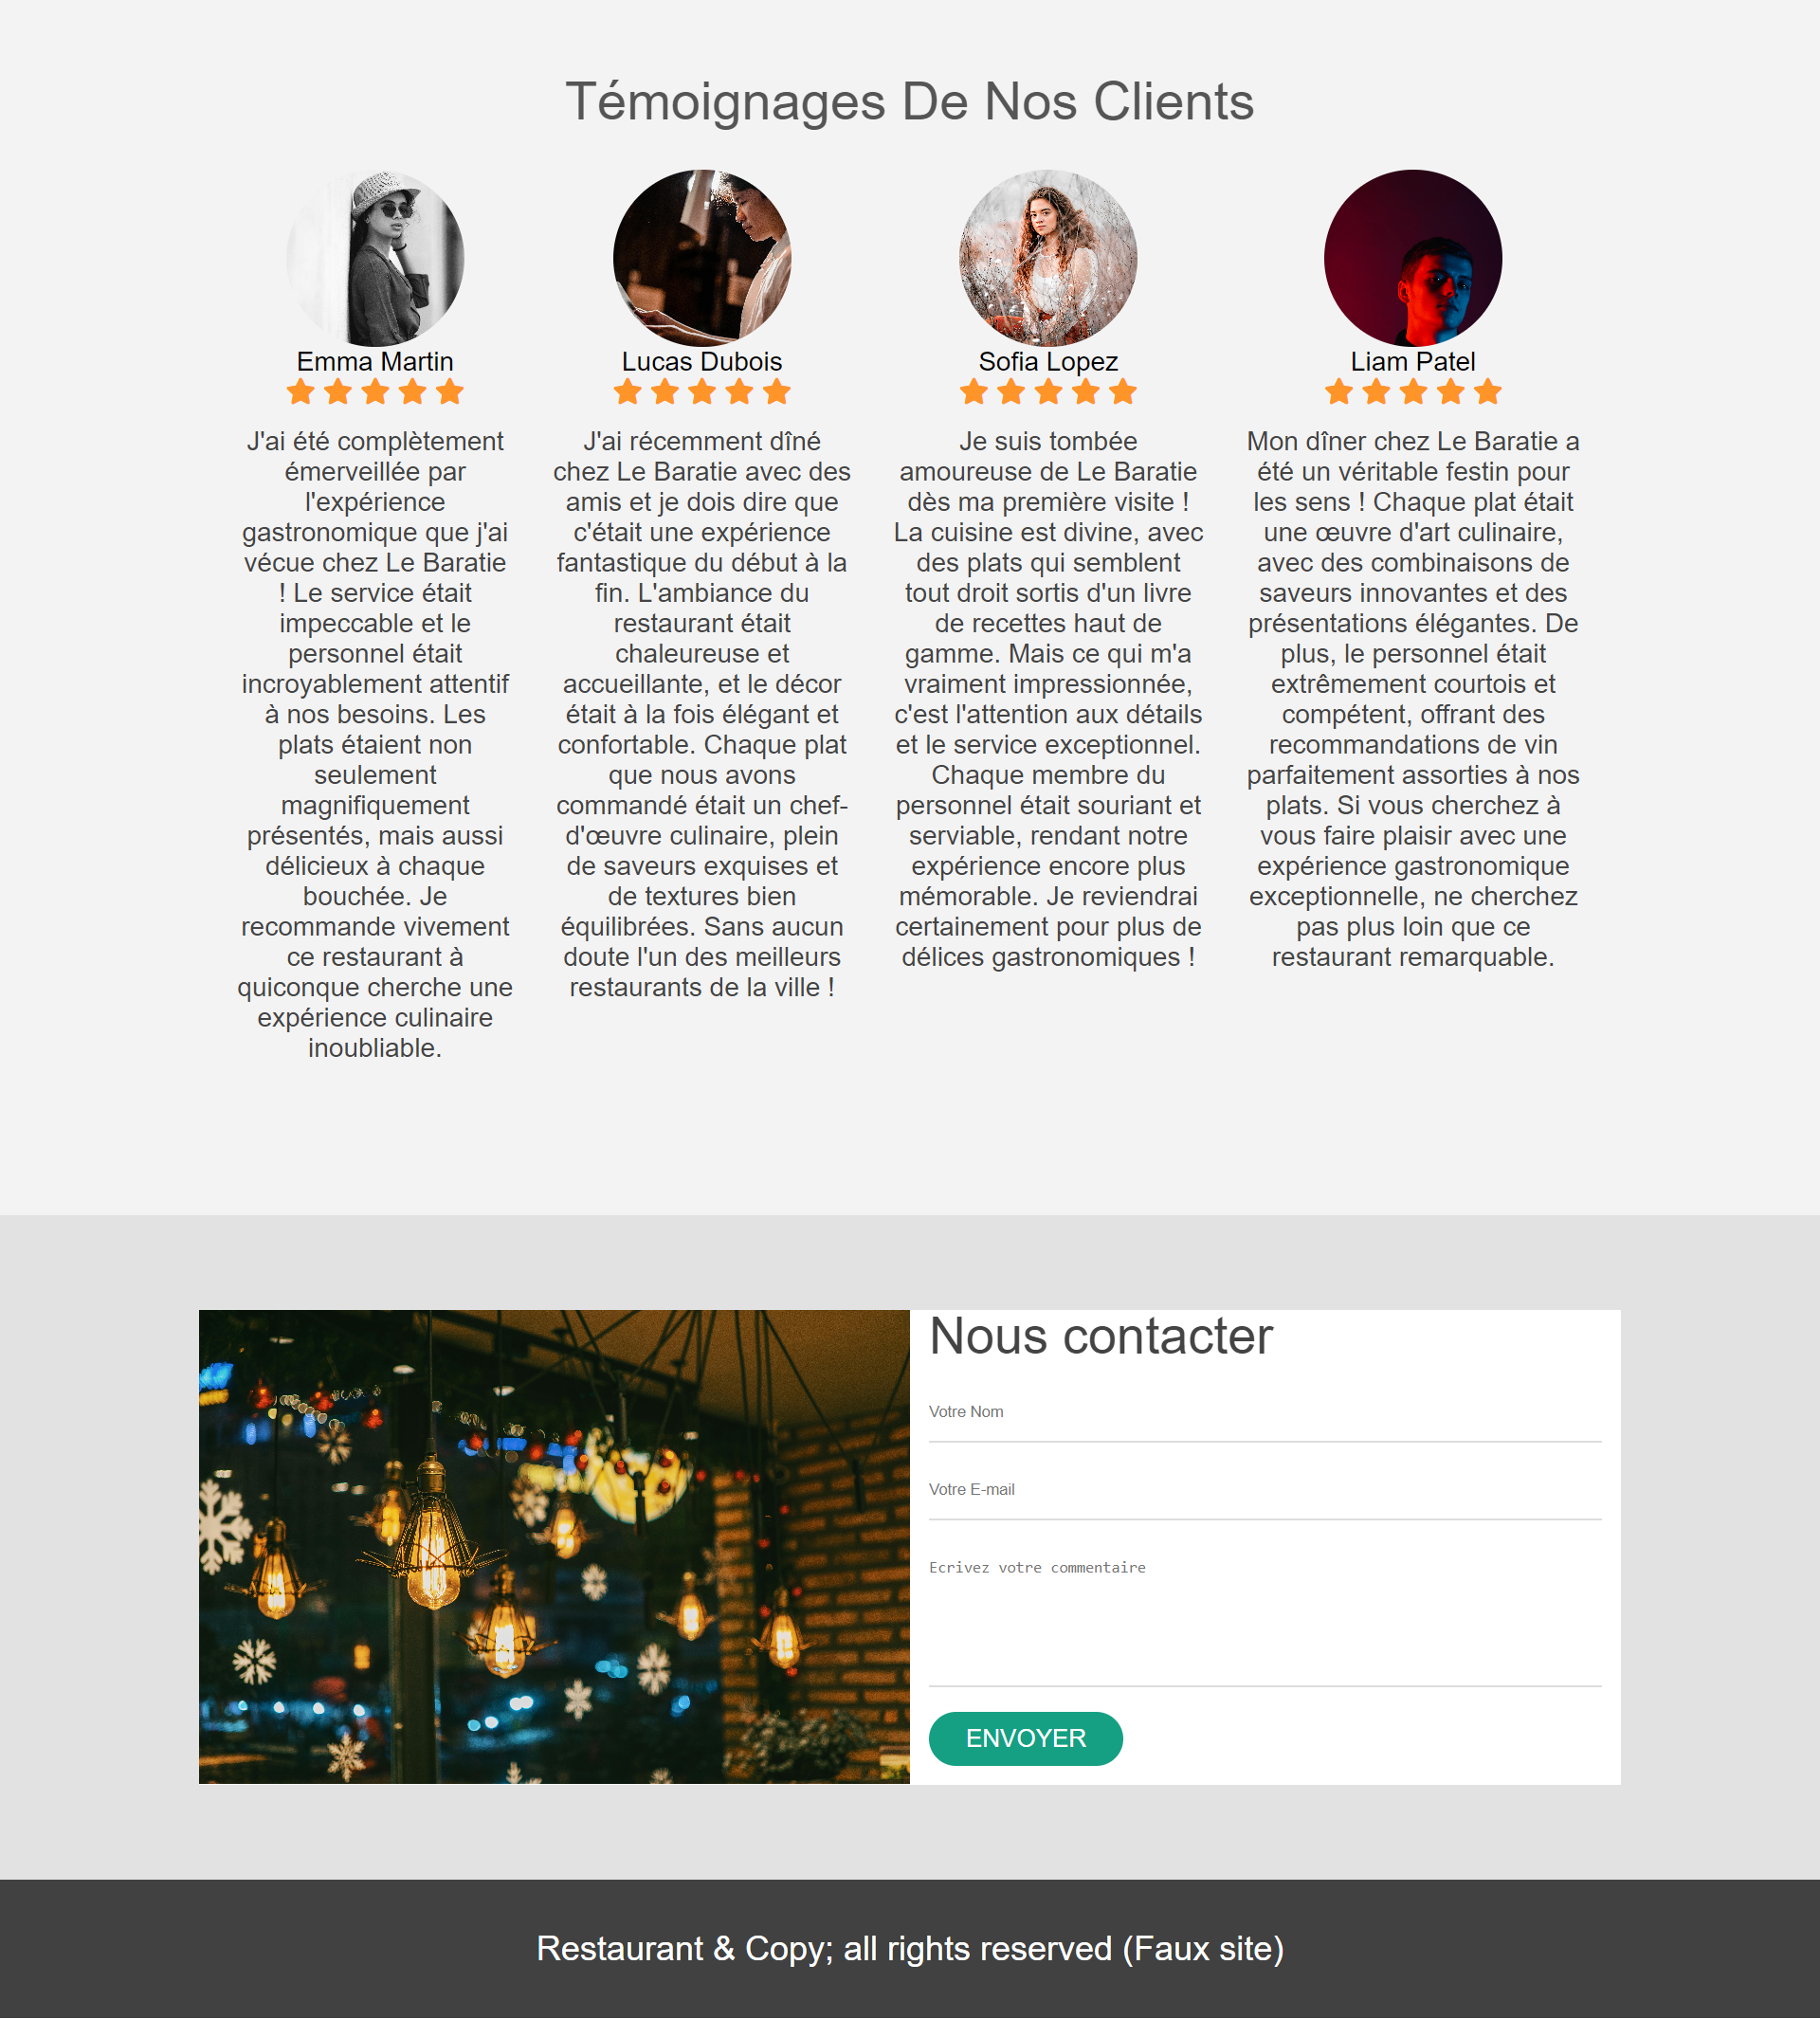 Témoignages De Nos Clients
Emma Martin
J'ai été complètement
émerveillée par
l'expérience
gastronomique que j'ai
vécue chez Le Baratie
! Le service était
impeccable et le
personnel était
incroyablement attentif
à nos besoins. Les
plats étaient non
seulement
magnifiquement
présentés, mais aussi
délicieux à chaque
bouchée. Je
recommande vivement
ce restaurant à
quiconque cherche une
expérience culinaire
inoubliable.
Lucas Dubois
J'ai récemment dîné
chez Le Baratie avec des
amis et je dois dire que
c'était une expérience
fantastique du début à la
fin. L'ambiance du
restaurant était
chaleureuse et
accueillante, et le décor
était à la fois élégant et
confortable. Chaque plat
que nous avons
commandé était un chef-
d'œuvre culinaire, plein
de saveurs exquises et
de textures bien
équilibrées. Sans aucun
doute l'un des meilleurs
restaurants de la ville !
Sofia Lopez
Je suis tombée
amoureuse de Le Baratie
dès ma première visite !
La cuisine est divine, avec
des plats qui semblent
tout droit sortis d'un livre
de recettes haut de
gamme. Mais ce qui m'a
vraiment impressionnée,
c'est l'attention aux détails
et le service exceptionnel.
Chaque membre du
personnel était souriant et
serviable, rendant notre
expérience encore plus
mémorable. Je reviendrai
certainement pour plus de
délices gastronomiques !
Liam Patel
Mon dîner chez Le Baratie a
été un véritable festin pour
les sens ! Chaque plat était
une œuvre d'art culinaire,
avec des combinaisons de
saveurs innovantes et des
présentations élégantes. De
plus, le personnel était
extrêmement courtois et
compétent, offrant des
recommandations de vin
parfaitement assorties à nos
plats. Si vous cherchez à
vous faire plaisir avec une
expérience gastronomique
exceptionnelle, ne cherchez
pas plus loin que ce
restaurant remarquable.
Nous contacter
Votre Nom
Votre E-mail
Ecrivez votre commentaire
ENVOYER
Restaurant & Copy; all rights reserved (Faux site)